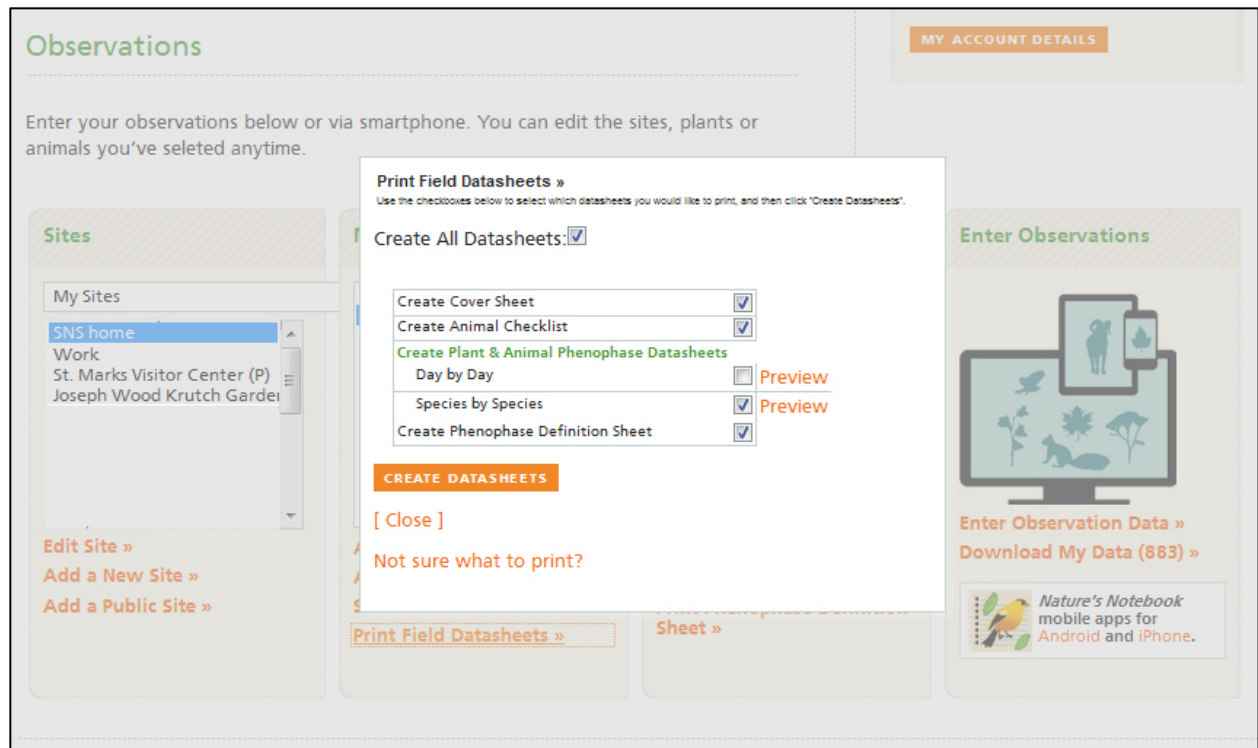 Observations
MY ACCOUNT DETAILS
Enter your observations below or via smartphone. You can edit the sites, plants or
animals you've seleted anytime.
Print Field Datasheets »
Use the checkboxes below to select which datasheets you would like to print, and then click "Create Datasheets".
Create All Datasheets:
Create Cover Sheet
Create Animal Checklist
Create Plant & Animal Phenophase Datasheets
Day by Day
Preview
Species by Species
Preview
Create Phenophase Definition Sheet
CREATE DATASHEETS
[ Close ]
Not sure what to print?
Sites
My Sites
SNS home
Work
St. Marks Visitor Center (P)
Joseph Wood Krutch Garde
Edit Site »
Add a New Site »
Add a Public Site »
Print Field Datasheets »
Print Phenophase Definition
Sheet »
Enter Observations
Enter Observation Data »
Download My Data (883) »
Nature's Notebook
mobile apps for
Android and iPhone.